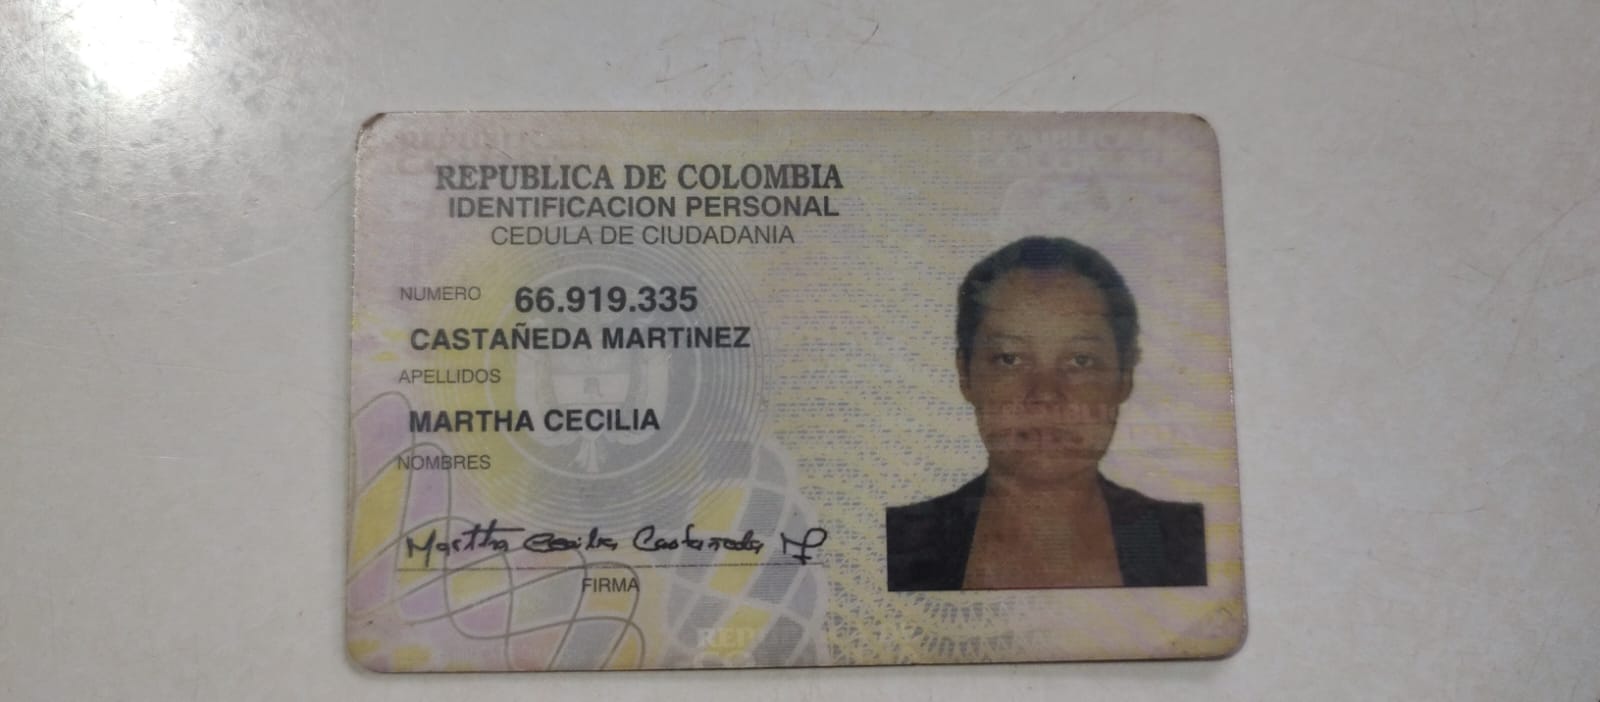 REPUBLICA DE COLOMBIA
IDENTIFICACION PERSONAL
CEDULA DE CIUDADANIA
NUMERO 66.919.335
CASTAÑEDA MARTINEZ
APELLIDOS
MARTHA CECILIA
NOMBRES
Martha Cecilia Castañeda M
FIRMA